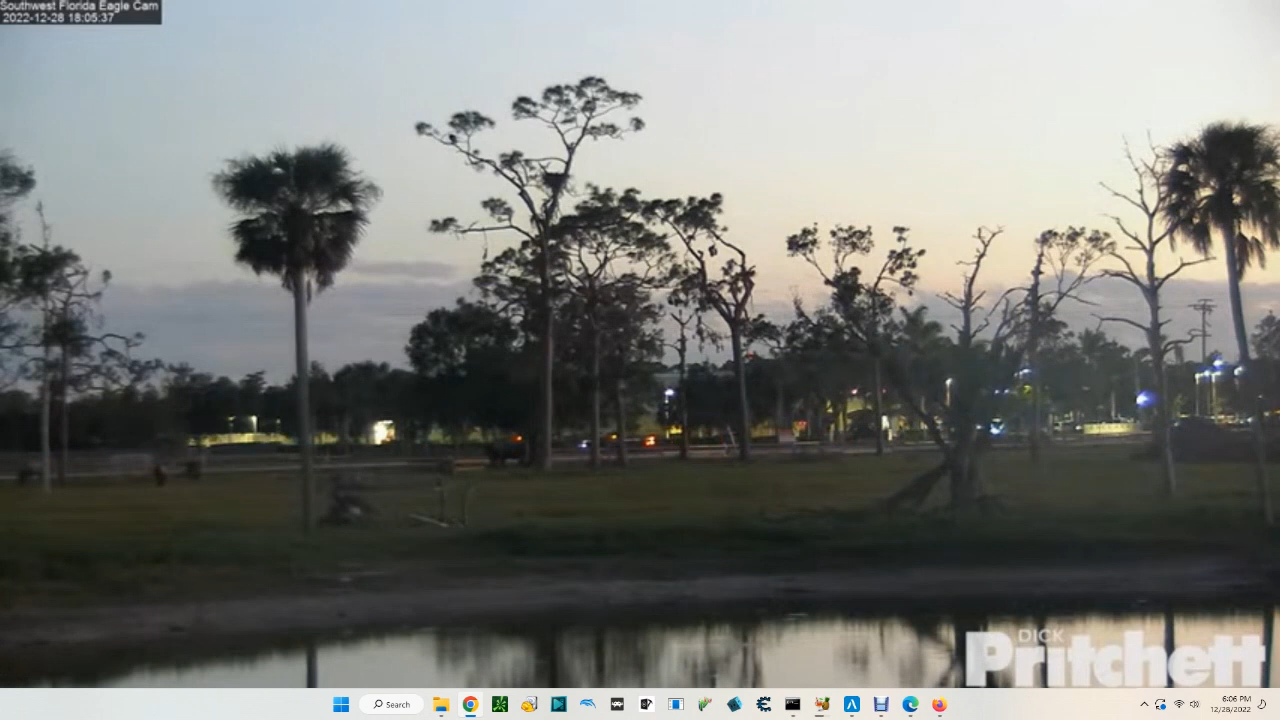 Southwest Florida Eagle Cam
2022-12-28 18:05:37
DICK
Pritchett
Search
6:06 PM
12/28/2022